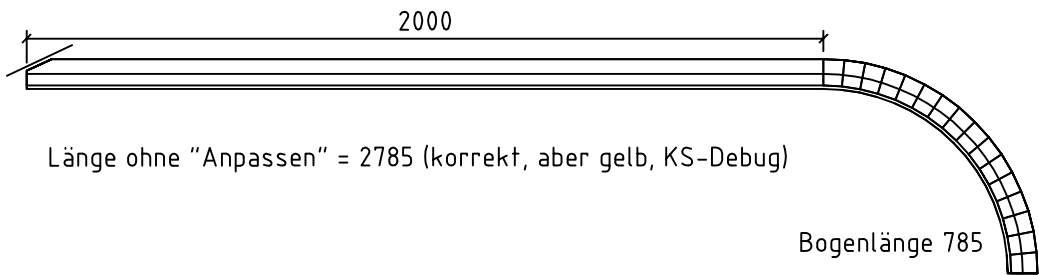 2000
Länge ohne "Anpassen" = 2785 (korrekt, aber gelb, KS-Debug)
Bogenlänge 785